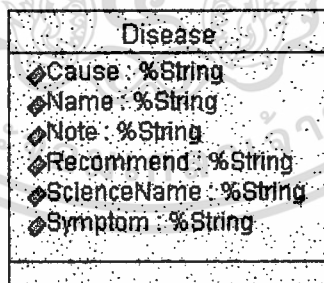 Disease
Cause : %String
Name : %String
Note : %String
Recommend : %String
ScienceName : %String
Symptom : %String